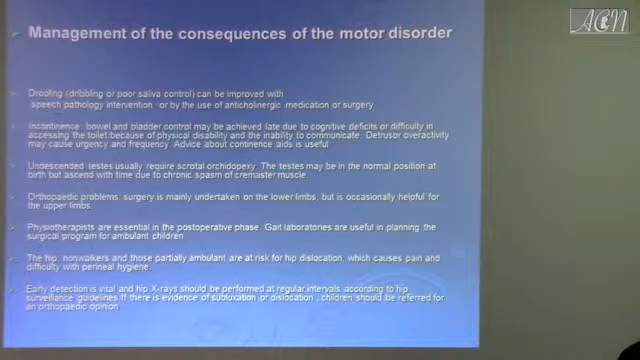 ACN
Management of the consequences of the motor disorder
Drooling (dribbling or poor saliva control) can be improved with
speech pathology intervention or by the use of anticholinergic medication or surgery
Incontinence: bowel and bladder control may be achieved late due to cognitive deficits or difficulty in
accessing the toilet because of physical disability and the inability to communicate. Detrusor overactivity
may cause urgency and frequency. Advice about continence aids is useful
Undescended testes usually require scrotal orchidopexy. The testes may be in the normal position at
birth but ascend with time due to chronic spasm of cremaster muscle.
Orthopaedic problems: surgery is mainly undertaken on the lower limbs, but is occasionally helpful for
the upper limbs.
Physiotherapists are essential in the postoperative phase. Gait laboratories are useful in planning the
surgical program for ambulant children
The hip: nonwalkers and those partially ambulant are at risk for hip dislocation, which causes pain and
difficulty with perineal hygiene.
Early detection is vital and hip X-rays should be performed at regular intervals according to hip
surveillance guidelines.If there is evidence of subluxation or dislocation , children should be referred for
an orthopaedic opinion